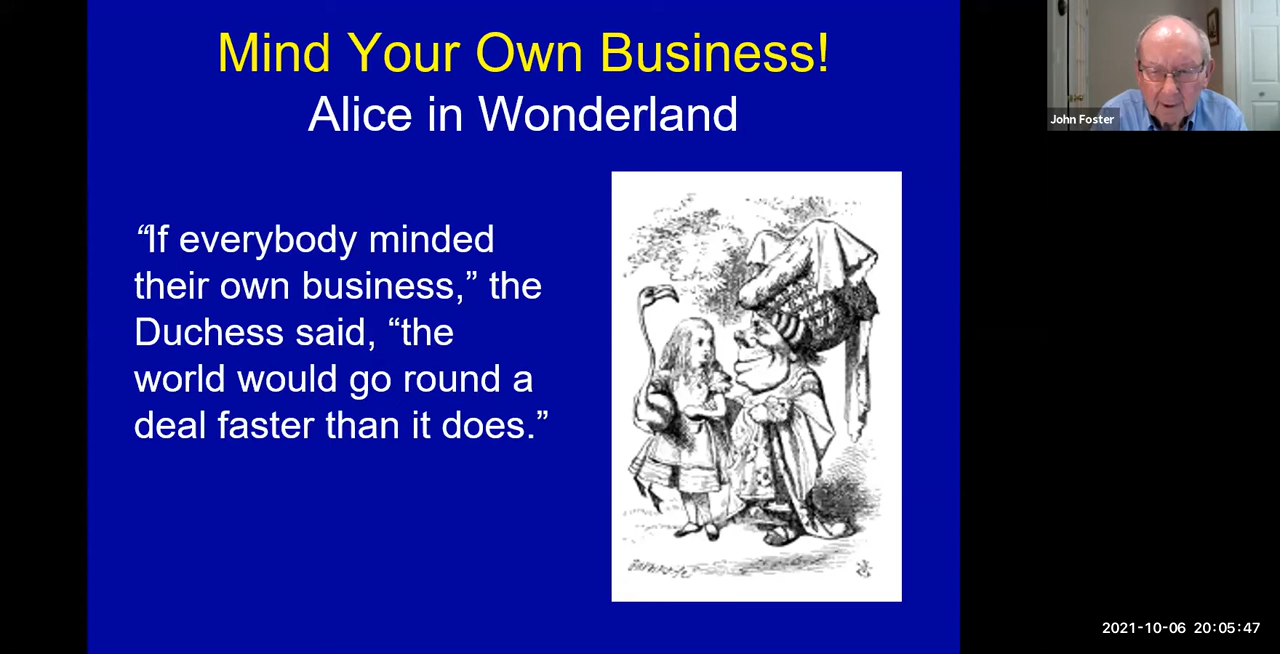 Mind Your Own Business!
Alice in Wonderland
“If everybody minded
their own business,” the
Duchess said, “the
world would go round a
deal faster than it does.”
John Foster
2021-10-06 20:05:47